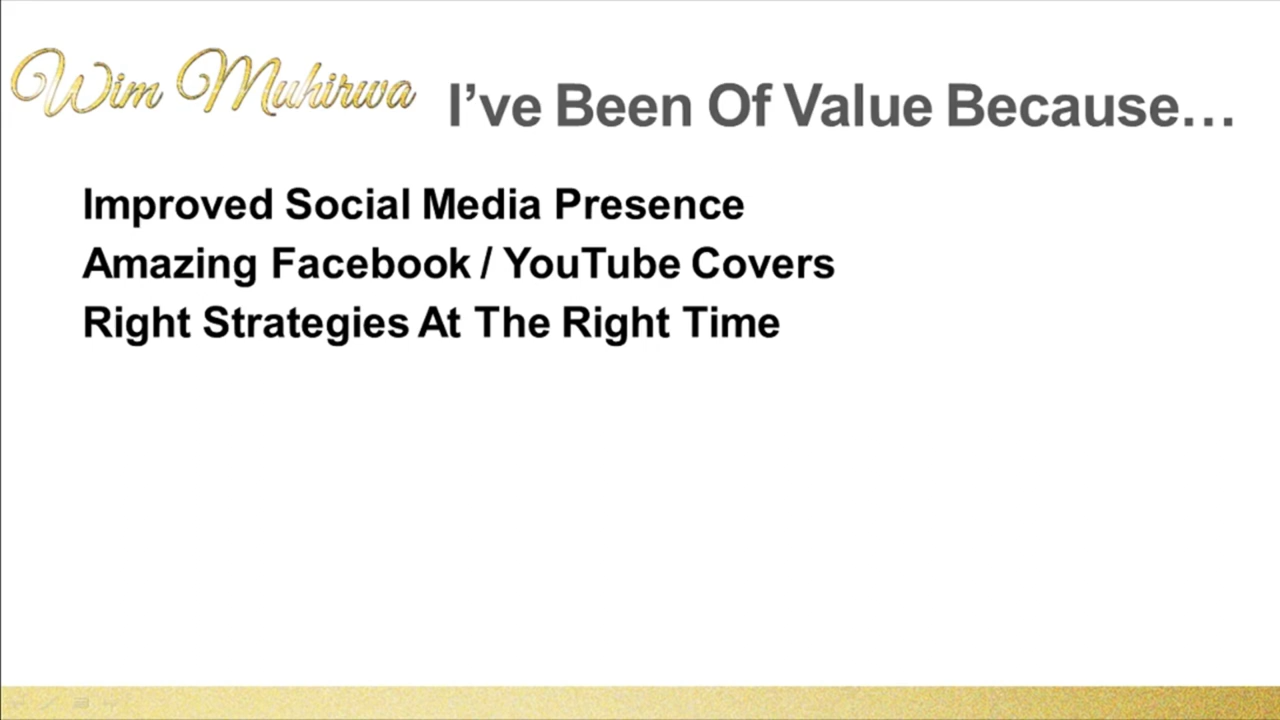 Wim Muhirwa
I’ve Been Of Value Because…
Improved Social Media Presence
Amazing Facebook / YouTube Covers
Right Strategies At The Right Time